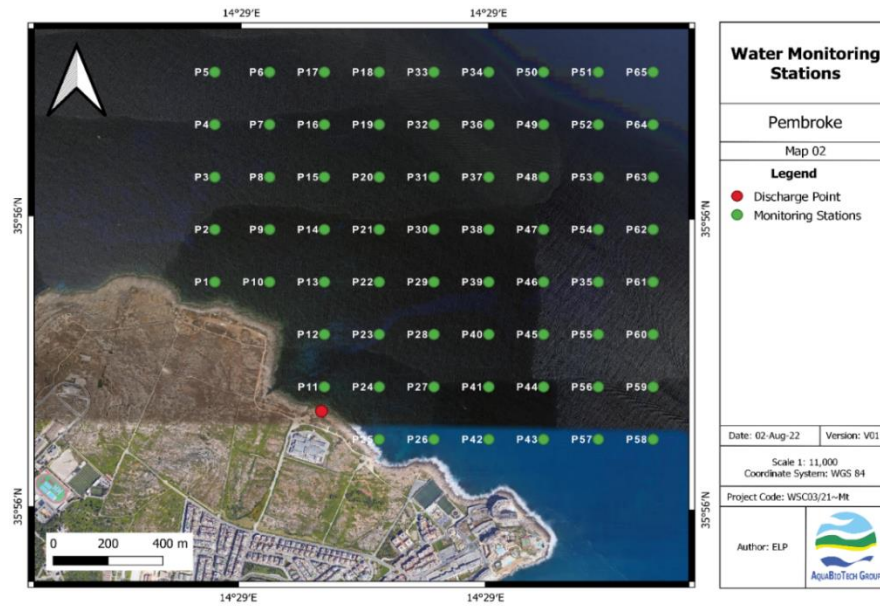 14°29'E 14°29'E
P5 P6 P17 P18 P33 P34 P50 P51 P65
P4 P7 P16 P19 P32 P36 P49 P52 P64
P3 P8 P15 P20 P31 P37 P48 P53 P63
35°56'N 35°56'N
P2 P9 P14 P21 P30 P38 P47 P54 P62
P1 P10 P13 P22 P29 P39 P46 P35 P61
P12 P23 P28 P40 P45 P55 P60
P11 P24 P27 P41 P44 P56 P59
P25 P26 P42 P43 P57 P58
35°56'N 35°56'N
0 200 400 m
14°29'E 14°29'E
Water Monitoring
Stations
Pembroke
Map 02
Legend
Discharge Point
Monitoring Stations
Date: 02-Aug-22 Version: V01
Scale 1: 11,000
Coordinate System: WGS 84
Project Code: WSC03/21~Mt
Author: ELP
AquaBioTech Group